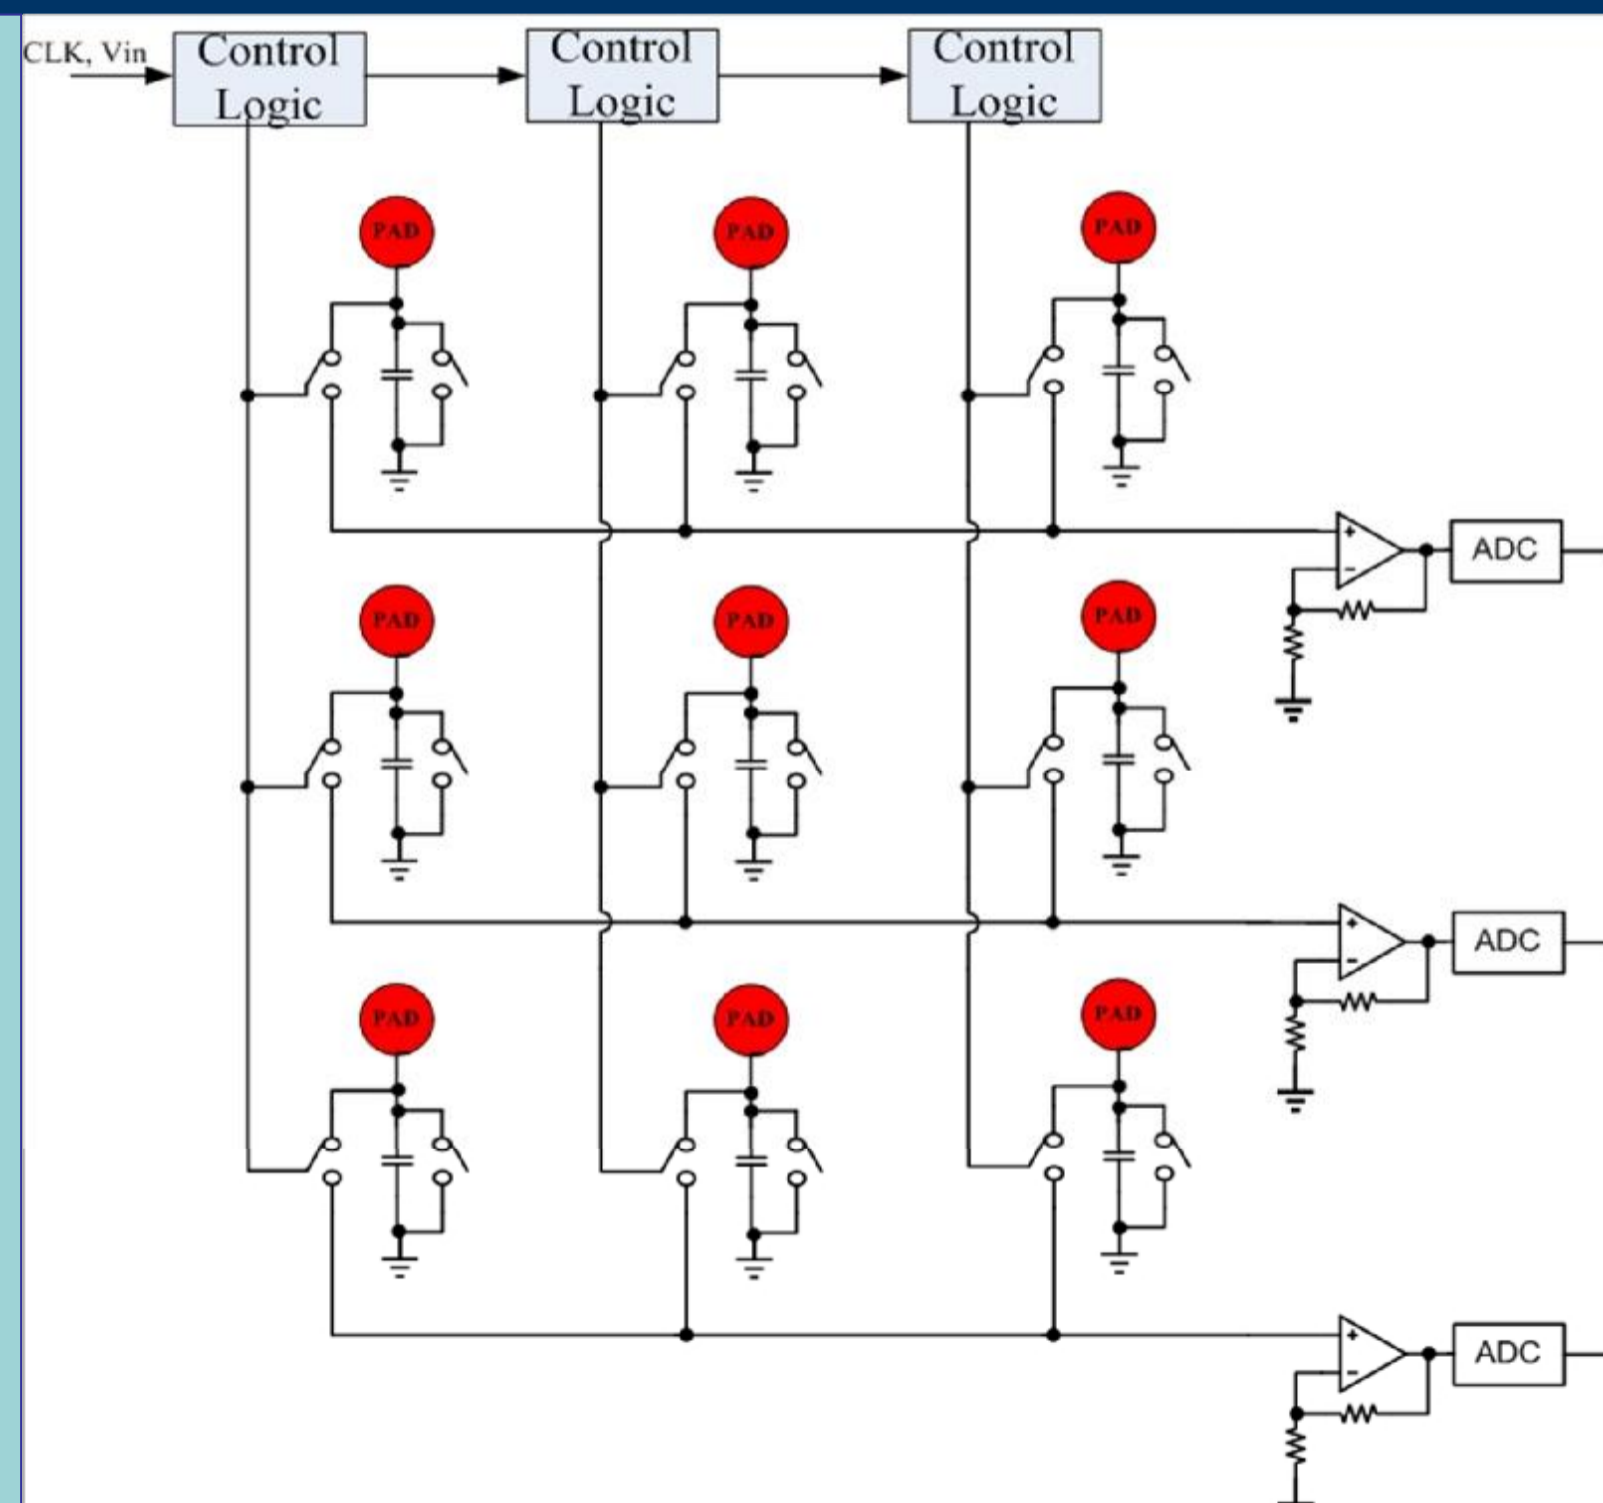 CLK, Vin
Control
Logic
Control
Logic
Control
Logic
PAD
PAD
PAD
+
-
ADC
PAD
PAD
PAD
+
-
ADC
PAD
PAD
PAD
+
-
ADC